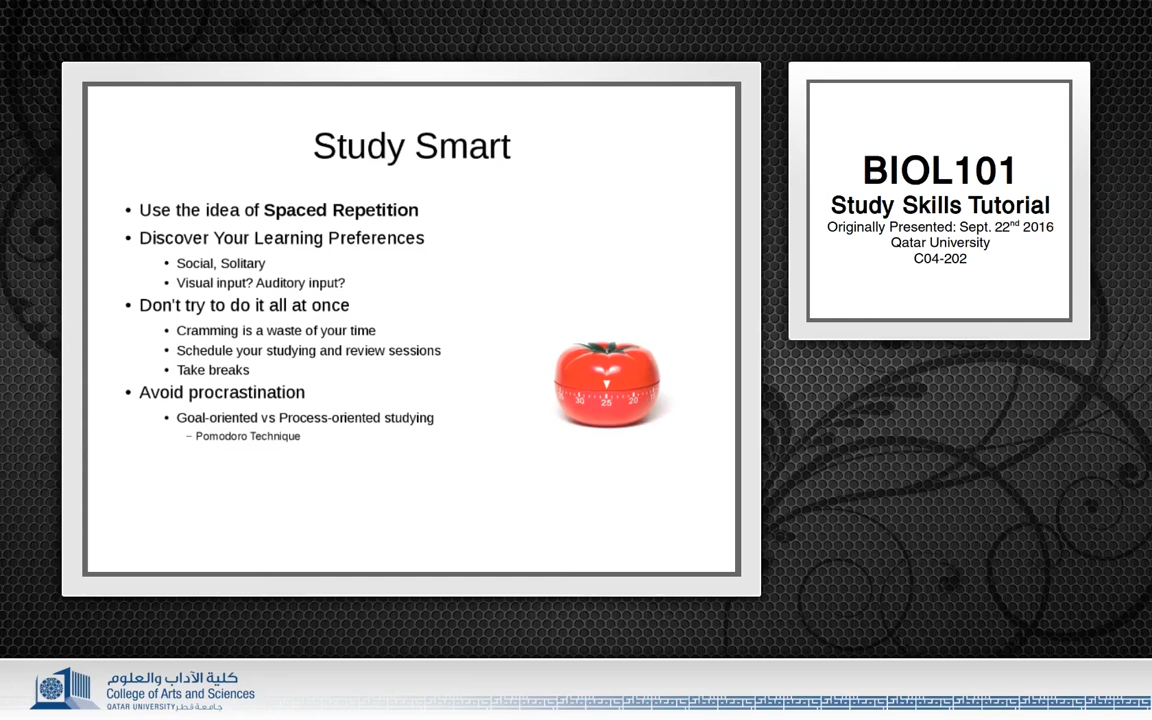 Study Smart
• Use the idea of Spaced Repetition
• Discover Your Learning Preferences
• Social, Solitary
• Visual input? Auditory input?
• Don't try to do it all at once
• Cramming is a waste of your time
• Schedule your studying and review sessions
• Take breaks
• Avoid procrastination
• Goal-oriented vs Process-oriented studying
– Pomodoro Technique
30 25 20
BIOL101
Study Skills Tutorial
Originally Presented: Sept. 22nd 2016
Qatar University
C04-202
كلية الآداب والعلوم
College of Arts and Sciences
QATAR UNIVERSITY جامعة قطر